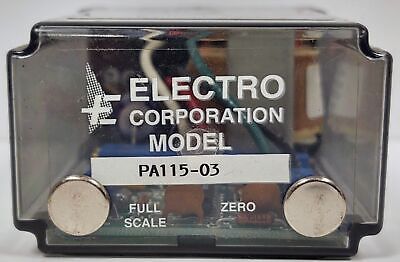 ELECTRO
CORPORATION
MODEL
PA115-03
FULL
SCALE
ZERO